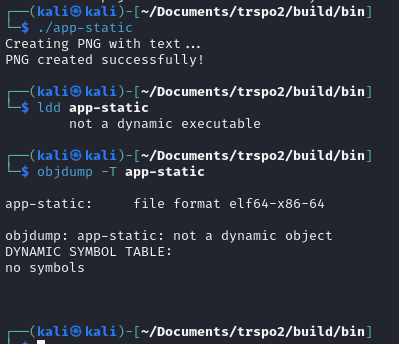 ┌──(kali㉿kali)-[~/Documents/trspo2/build/bin]
└─$ ./app-static
Creating PNG with text...
PNG created successfully!
┌──(kali㉿kali)-[~/Documents/trspo2/build/bin]
└─$ ldd app-static
not a dynamic executable
┌──(kali㉿kali)-[~/Documents/trspo2/build/bin]
└─$ objdump -T app-static
app-static:     file format elf64-x86-64
objdump: app-static: not a dynamic object
DYNAMIC SYMBOL TABLE:
no symbols
┌──(kali㉿kali)-[~/Documents/trspo2/build/bin]
└─$